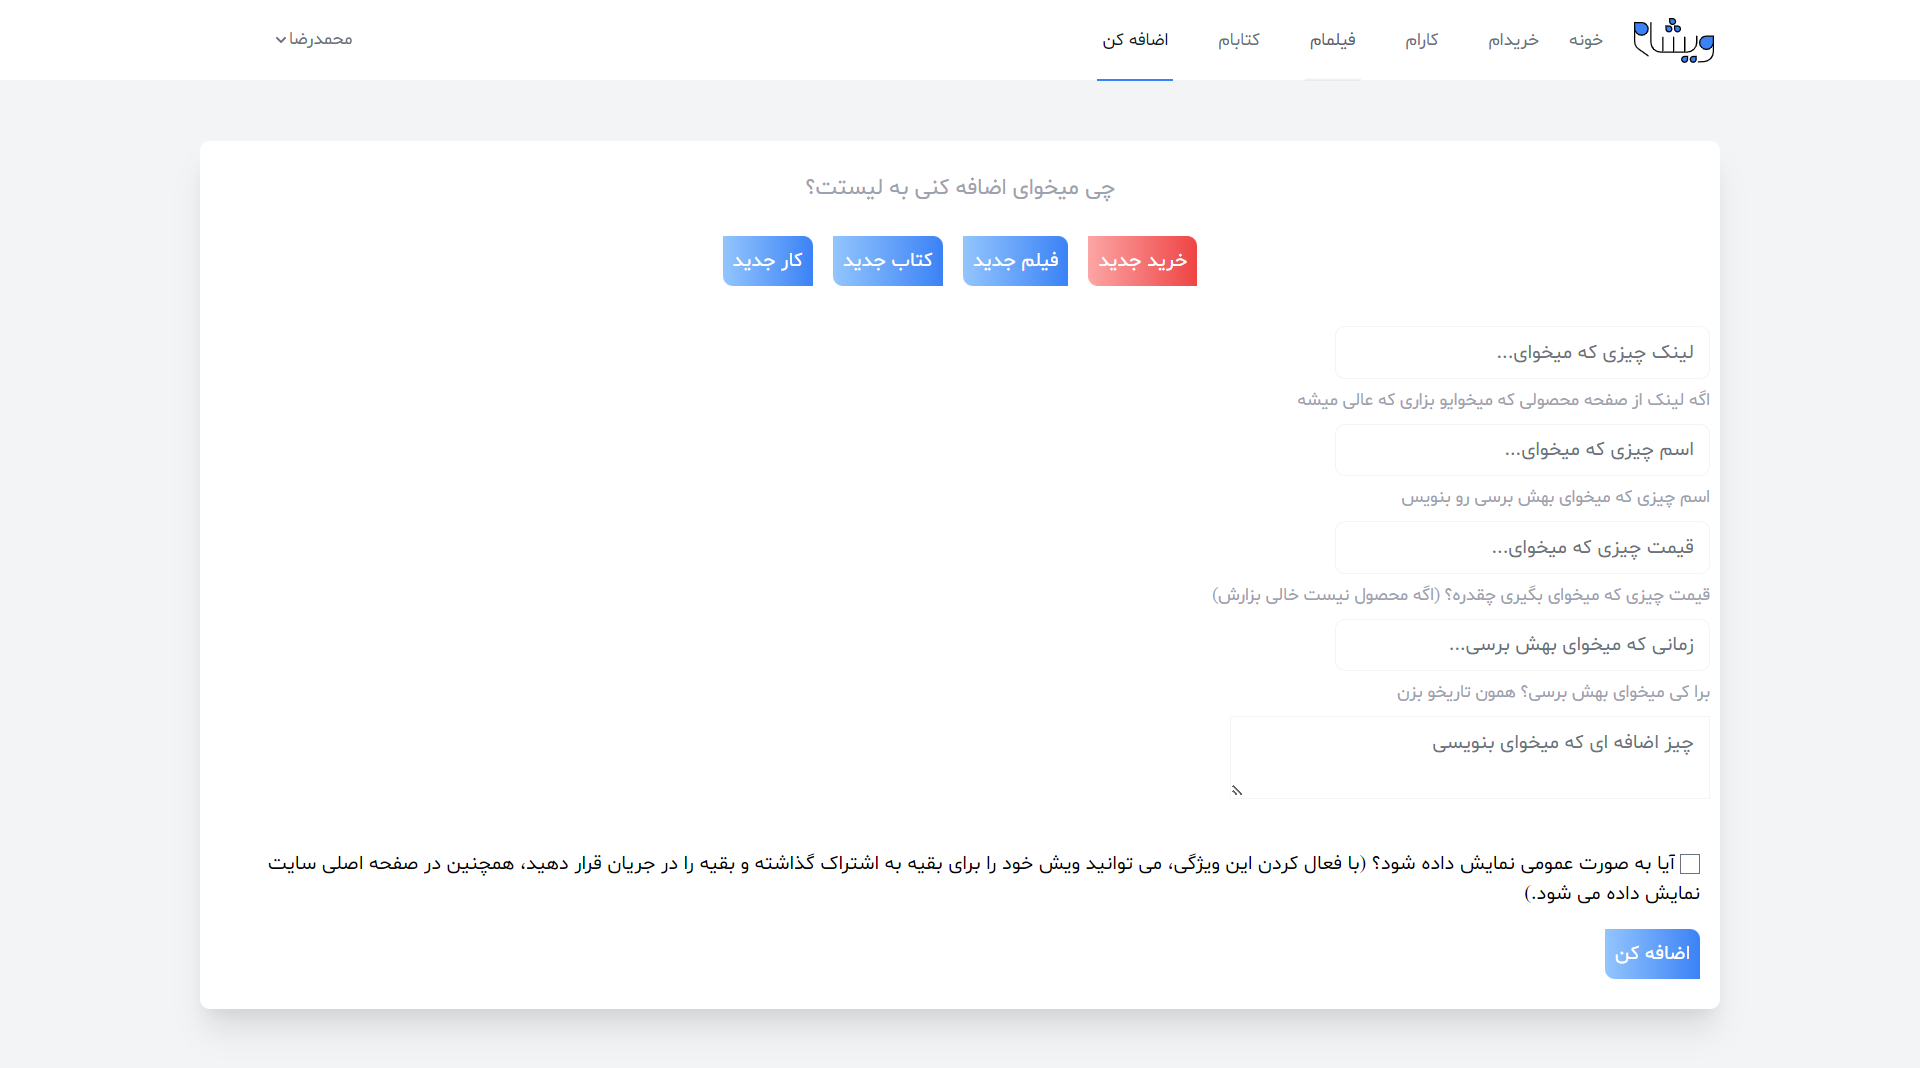 ویشام
خونه
خریدام
کارام
فیلمام
کتابام
اضافه کن
محمدرضا
چی میخوای اضافه کنی به لیستت؟
خرید جدید
فیلم جدید
کتاب جدید
کار جدید
لینک چیزی که میخوای...
اگه لینک از صفحه محصولی که میخوایو بزاری که عالی میشه
اسم چیزی که میخوای...
اسم چیزی که میخوای بهش برسی رو بنویس
قیمت چیزی که میخوای...
قیمت چیزی که میخوای بگیری چقدره؟ (اگه محصول نیست خالی بزارش)
زمانی که میخوای بهش برسی...
برا کی میخوای بهش برسی؟ همون تاریخو بزن
چیز اضافه ای که میخوای بنویسی
آیا به صورت عمومی نمایش داده شود؟ (با فعال کردن این ویژگی، می توانید ویش خود را برای بقیه به اشتراک گذاشته و بقیه را در جریان قرار دهید، همچنین در صفحه اصلی سایت
نمایش داده می شود.)
اضافه کن